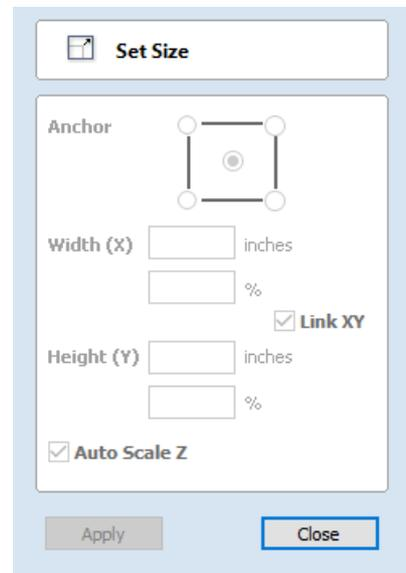 Set Size
Anchor
Width (X) inches
%
Link XY
Height (Y) inches
%
Auto Scale Z
Apply Close